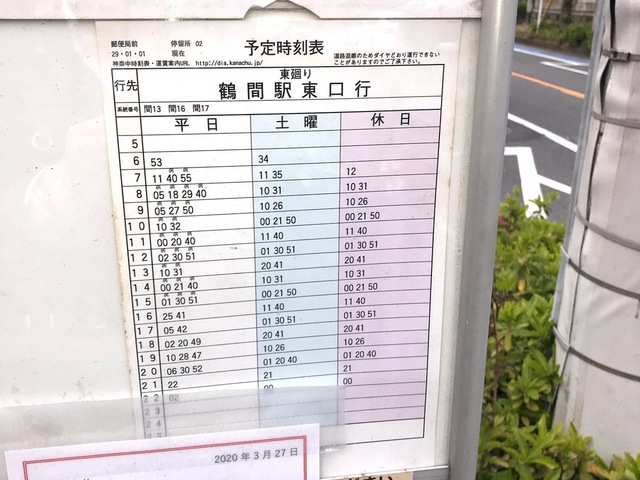 郵便局前 停留所 02
29・01・01
予定時刻表
道路混雑のためダイヤどおり運行できない
ことがありますのでご了承下さい。
神奈中時刻表・運賃案内URL http://dia.kanachu.jp/
東廻り
行先 鶴間駅東口行
系統番号 間13 間16 間17
平日 土曜 休日
5
6 53 34
7 11 40 55 11 35 12
8 05 18 29 40 10 31 10 31
9 05 27 50 10 26 10 26
10 10 32 00 21 50 00 21 50
11 00 20 40 11 40 11 40
12 02 30 51 01 30 51 01 30 51
13 10 31 20 41 20 41
14 00 21 40 10 31 10 31
15 01 30 51 00 21 50 00 21 50
16 25 41 11 40 11 40
17 05 42 01 30 51 01 30 51
18 02 20 49 20 41 20 41
19 10 28 47 10 26 10 26
20 06 30 52 01 20 40 01 20 40
21 22 21 21
22 02 00 00
23
2020年3月27日